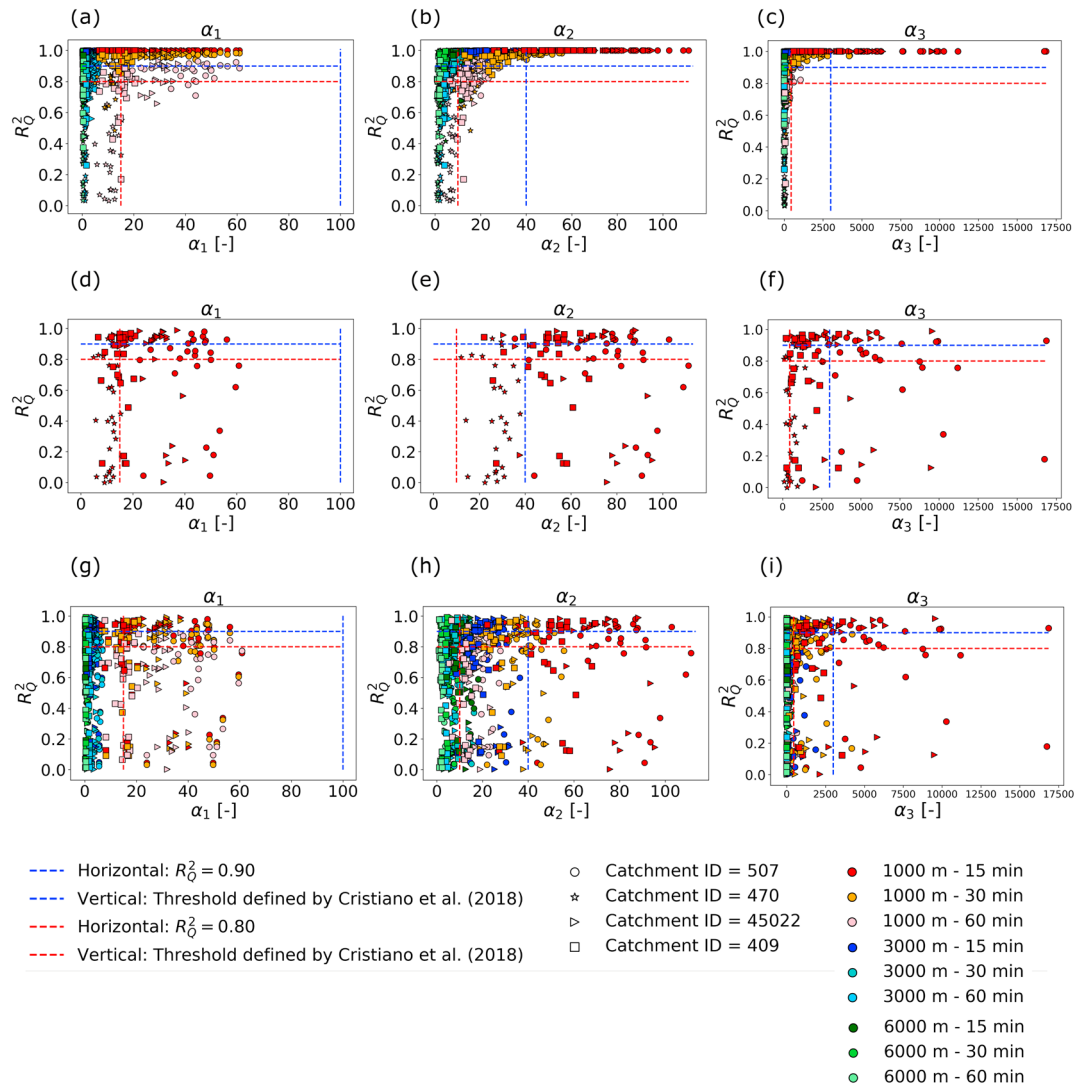 (a) (b) (c)
α1 α2 α3
R²Q 1.0 0.8 0.6 0.4 0.2 0.0
R²Q 1.0 0.8 0.6 0.4 0.2 0.0
R²Q 1.0 0.8 0.6 0.4 0.2 0.0
0 20 40 60 80 100
0 20 40 60 80 100
0 2500 5000 7500 10000 12500 15000 17500
α1 [-] α2 [-] α3 [-]
(d) (e) (f)
α1 α2 α3
R²Q 1.0 0.8 0.6 0.4 0.2 0.0
R²Q 1.0 0.8 0.6 0.4 0.2 0.0
R²Q 1.0 0.8 0.6 0.4 0.2 0.0
0 20 40 60 80 100
0 20 40 60 80 100
0 2500 5000 7500 10000 12500 15000 17500
α1 [-] α2 [-] α3 [-]
(g) (h) (i)
α1 α2 α3
R²Q 1.0 0.8 0.6 0.4 0.2 0.0
R²Q 1.0 0.8 0.6 0.4 0.2 0.0
R²Q 1.0 0.8 0.6 0.4 0.2 0.0
0 20 40 60 80 100
0 20 40 60 80 100
0 2500 5000 7500 10000 12500 15000 17500
α1 [-] α2 [-] α3 [-]
Horizontal: R²Q = 0.90
Vertical: Threshold defined by Cristiano et al. (2018)
Horizontal: R²Q = 0.80
Vertical: Threshold defined by Cristiano et al. (2018)
Catchment ID = 507
Catchment ID = 470
Catchment ID = 45022
Catchment ID = 409
1000 m - 15 min
1000 m - 30 min
1000 m - 60 min
3000 m - 15 min
3000 m - 30 min
3000 m - 60 min
6000 m - 15 min
6000 m - 30 min
6000 m - 60 min